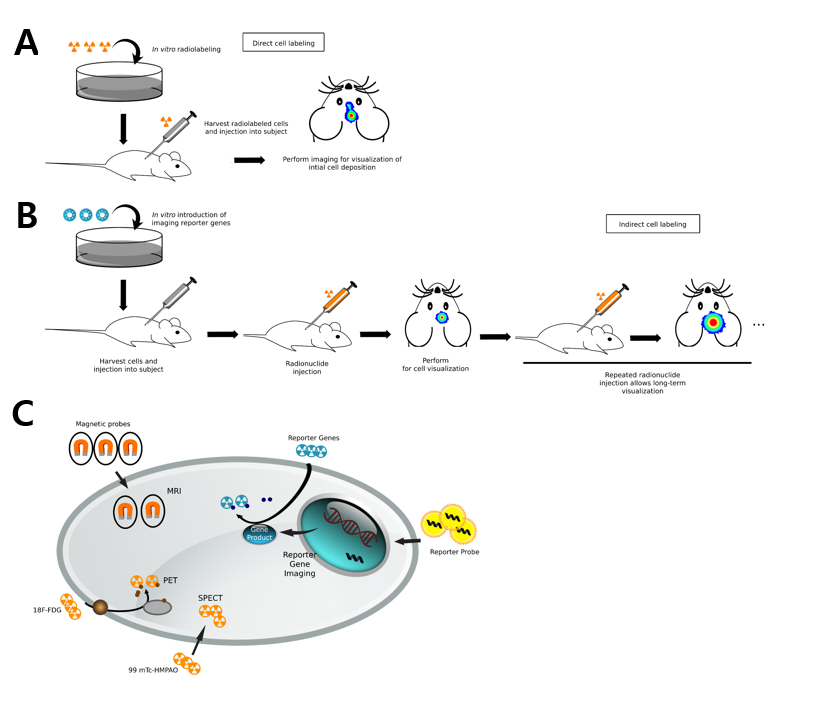 A
In vitro radiolabeling
Direct cell labeling
Harvest radiolabeled cells
and injection into subject
Perform imaging for visualization of
intial cell deposition
B
In vitro introduction of
imaging reporter genes
Indirect cell labeling
Harvest cells and
injection into subject
Radionuclide
injection
Perform
for cell visualization
...
Repeated radionuclide
injection allows long-term
visualization
C
Magnetic probes
MRI
Reporter Genes
Gene
Product
Reporter
Gene
Imaging
Reporter Probe
PET
18F-FDG
SPECT
99 mTc-HMPAO